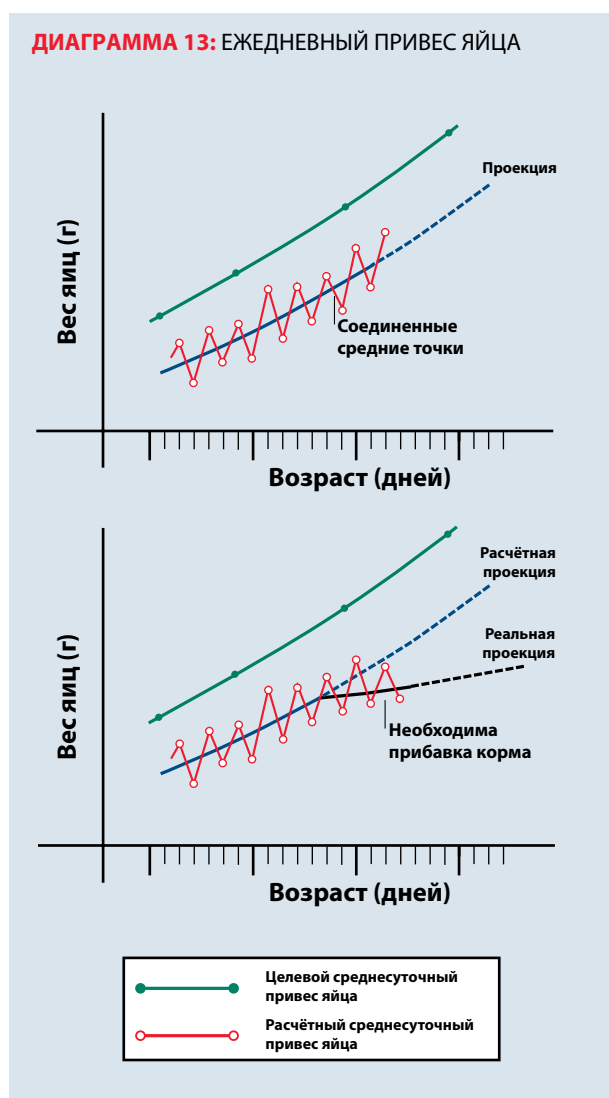 ДИАГРАММА 13: ЕЖЕДНЕВНЫЙ ПРИВЕС ЯЙЦА
Вес яиц (г)
Проекция
Соединенные
средние точки
Возраст (дней)
Вес яиц (г)
Расчётная
проекция
Реальная
проекция
Необходима
прибавка корма
Возраст (дней)
Целевой среднесуточный
привес яйца
Расчётный среднесуточный
привес яйца